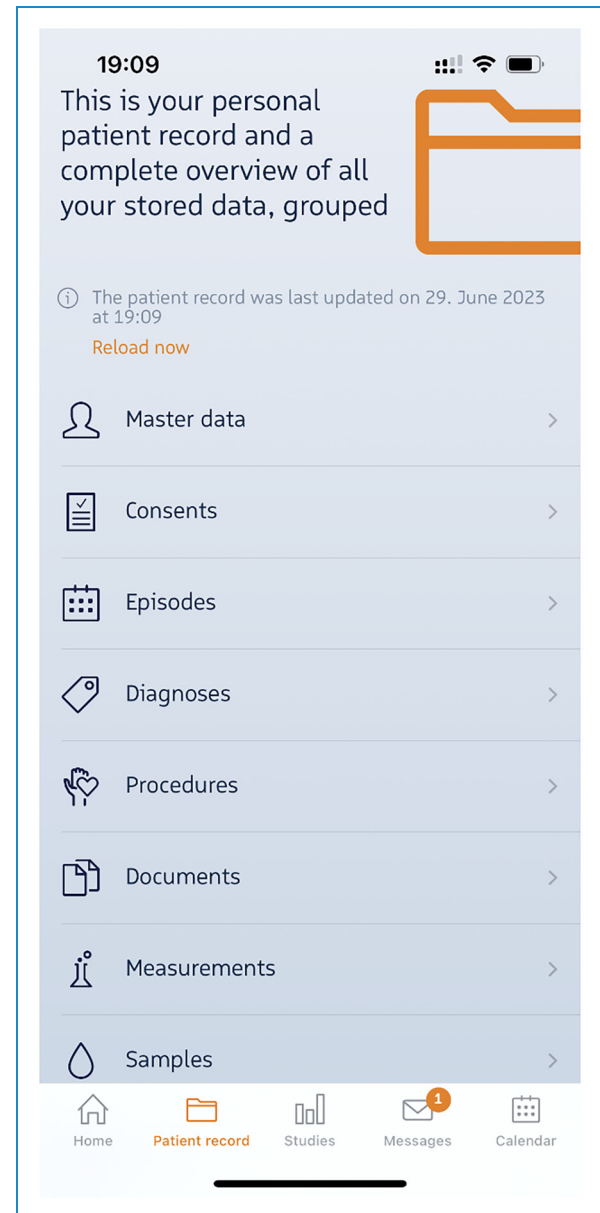 19:09
This is your personal
patient record and a
complete overview of all
your stored data, grouped
The patient record was last updated on 29. June 2023
at 19:09
Reload now
Master data
Consents
Episodes
Diagnoses
Procedures
Documents
Measurements
Samples
1
Home
Patient record
Studies
Messages
Calendar